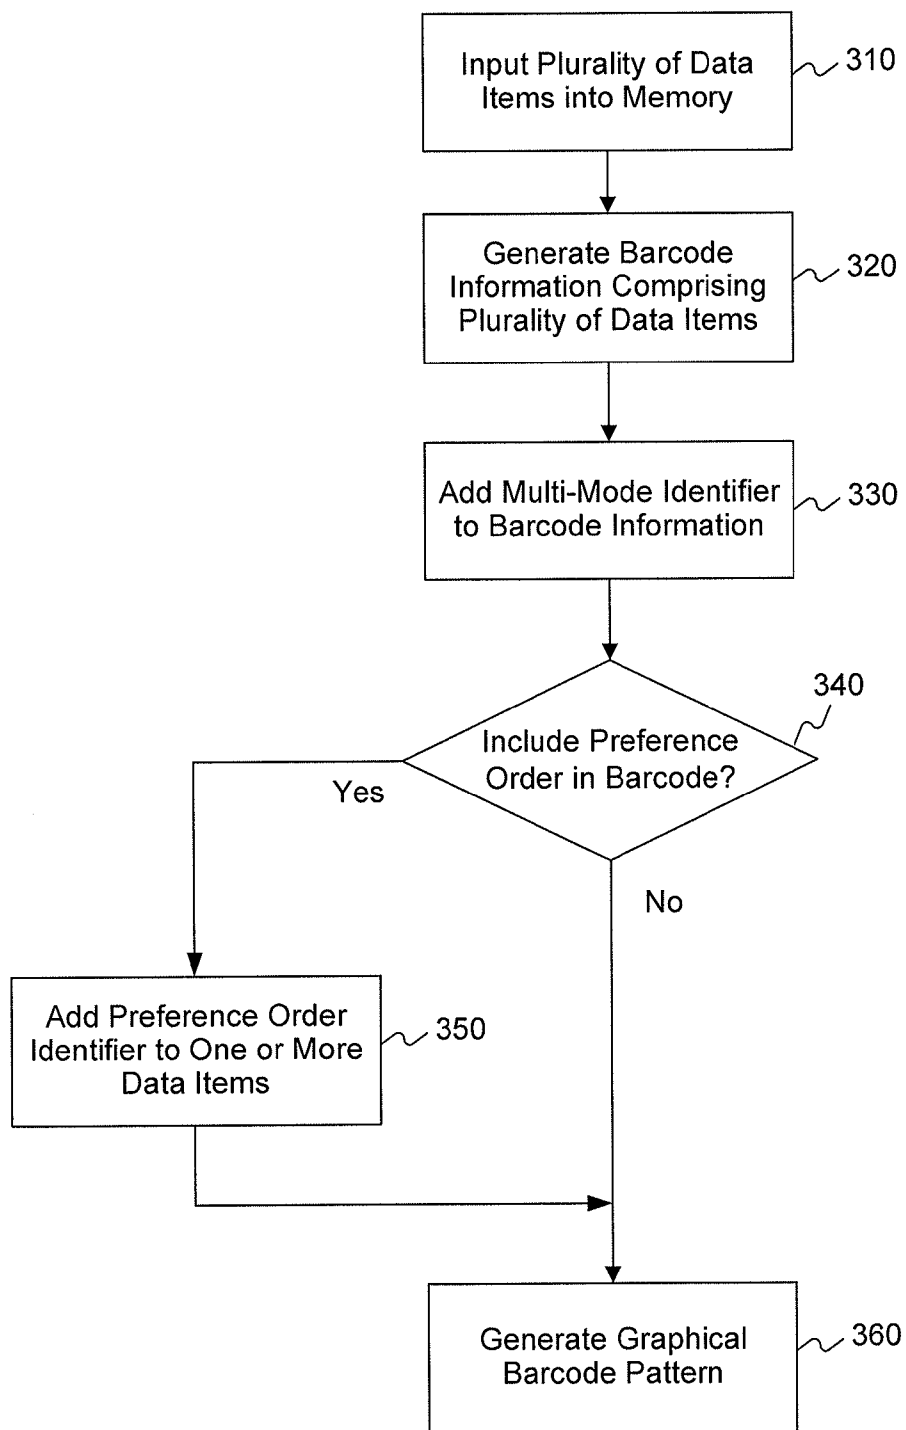 Input Plurality of Data
Items into Memory
310
Generate Barcode
Information Comprising
Plurality of Data Items
320
Add Multi-Mode Identifier
to Barcode Information
330
340
Include Preference
Order in Barcode?
Yes
No
Add Preference Order
Identifier to One or More
Data Items
350
Generate Graphical
Barcode Pattern
360